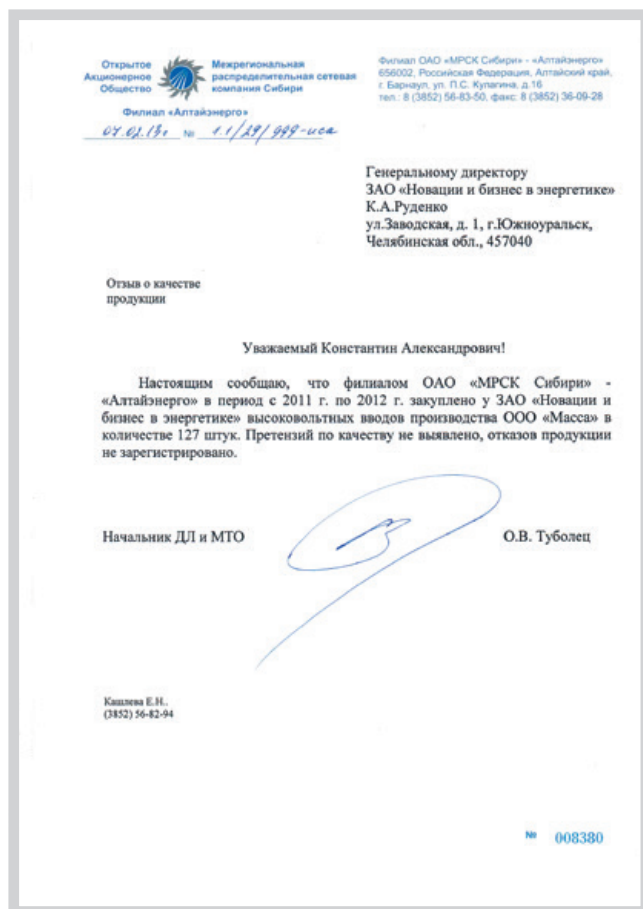 Открытое
Акционерное
Общество
Межрегиональная
распределительная сетевая
компания Сибири
Филиал «Алтайэнерго»
Филиал ОАО «МРСК Сибири» - «Алтайэнерго»
656002, Российская Федерация, Алтайский край,
г. Барнаул, ул. П.С. Кулагина, д.16
тел.: 8 (3852) 56-83-50, факс: 8 (3852) 36-09-28
07.02.13г № 1.1/29/999-исх
Генеральному директору
ЗАО «Новации и бизнес в энергетике»
К.А.Руденко
ул.Заводская, д. 1, г.Южноуральск,
Челябинская обл., 457040
Отзыв о качестве
продукции
Уважаемый Константин Александрович!
Настоящим сообщаю, что филиалом ОАО «МРСК Сибири» -
«Алтайэнерго» в период с 2011 г. по 2012 г. закуплено у ЗАО «Новации и
бизнес в энергетике» высоковольтных вводов производства ООО «Масса» в
количестве 127 штук. Претензий по качеству не выявлено, отказов продукции
не зарегистрировано.
Начальник ДЛ и МТО
О.В. Туболец
Кашлева Е.Н..
(3852) 56-82-94
№ 008380